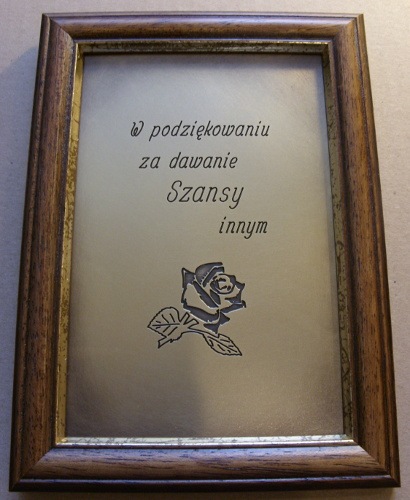 W podziękowaniu
za dawanie
Szansy
innym